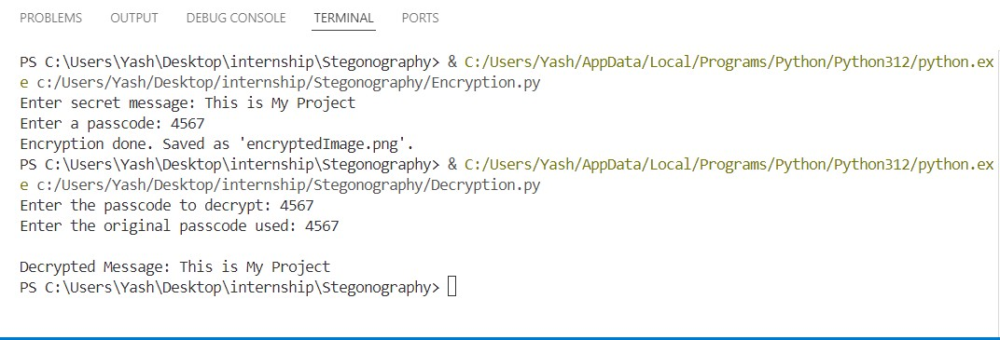 PROBLEMS OUTPUT DEBUG CONSOLE TERMINAL PORTS
PS C:\Users\Yash\Desktop\internship\Stegonography> & C:/Users/Yash/AppData/Local/Programs/Python/Python312/python.ex
e c:/Users/Yash/Desktop/internship/Stegonography/Encryption.py
Enter secret message: This is My Project
Enter a passcode: 4567
Encryption done. Saved as 'encryptedImage.png'.
PS C:\Users\Yash\Desktop\internship\Stegonography> & C:/Users/Yash/AppData/Local/Programs/Python/Python312/python.ex
e c:/Users/Yash/Desktop/internship/Stegonography/Decryption.py
Enter the passcode to decrypt: 4567
Enter the original passcode used: 4567
Decrypted Message: This is My Project
PS C:\Users\Yash\Desktop\internship\Stegonography>